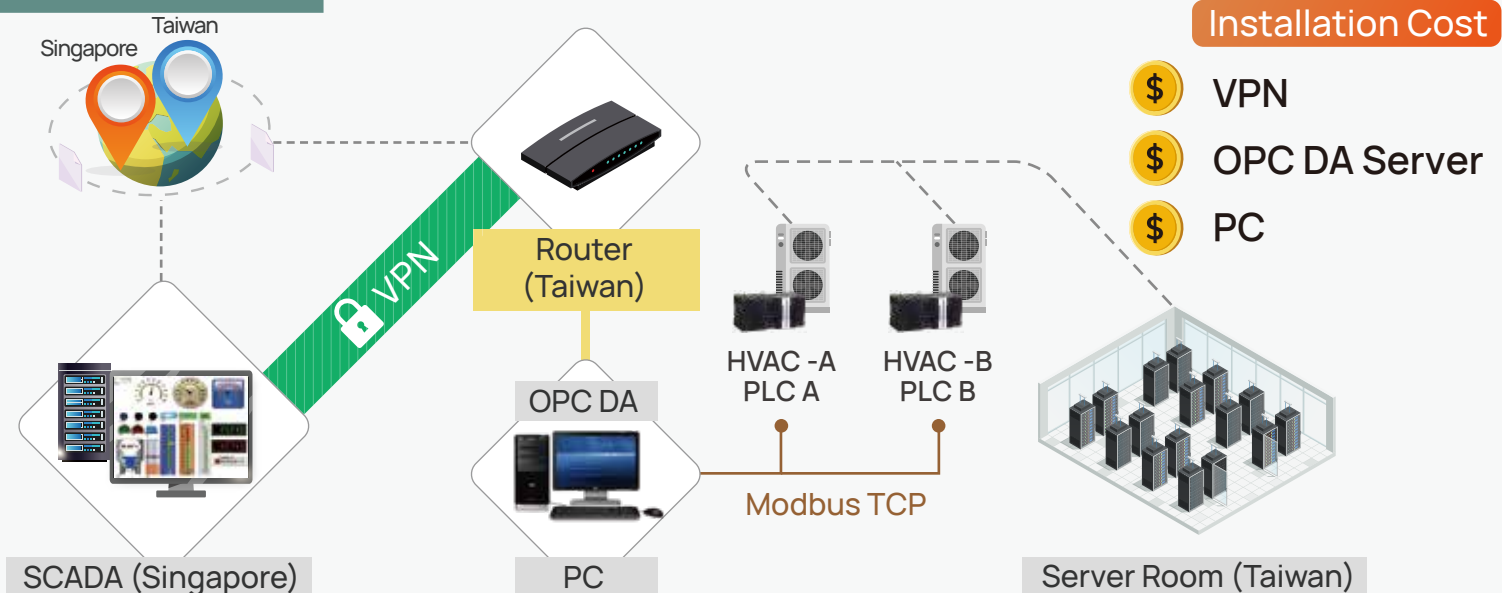 Taiwan
Singapore
Installation Cost
$ VPN
$ OPC DA Server
$ PC
VPN
Router
(Taiwan)
HVAC -A
PLC A
HVAC -B
PLC B
OPC DA
Modbus TCP
SCADA (Singapore)
PC
Server Room (Taiwan)